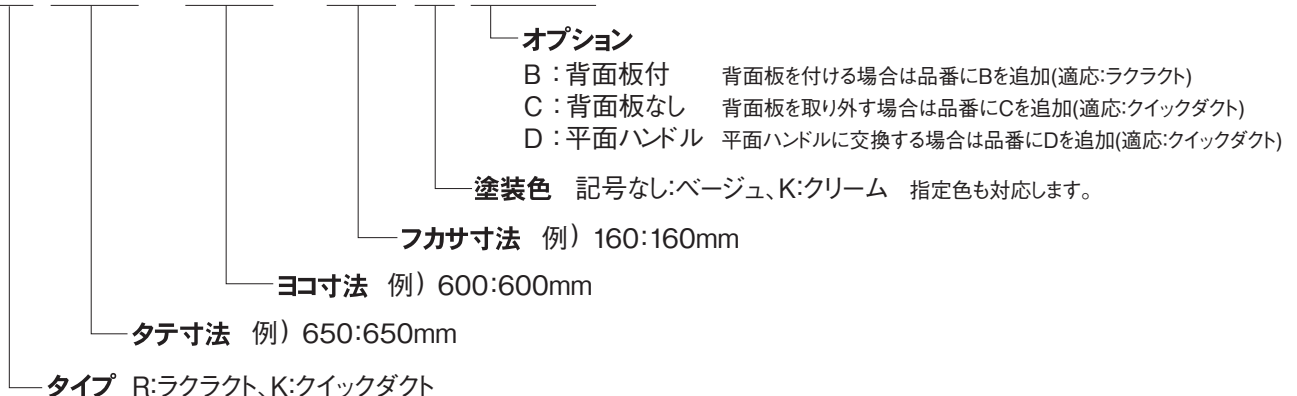 オプション
B：背面板付　背面板を付ける場合は品番にBを追加(適応:ラクラクト)
C：背面板なし　背面板を取り外す場合は品番にCを追加(適応:クイックダクト)
D：平面ハンドル　平面ハンドルに交換する場合は品番にDを追加(適応:クイックダクト)
塗装色　記号なし:ベージュ、K:クリーム　指定色も対応します。
フカサ寸法　例）160:160mm
ヨコ寸法　例）600:600mm
タテ寸法　例）650:650mm
タイプ　R:ラクラクト、K:クイックダクト